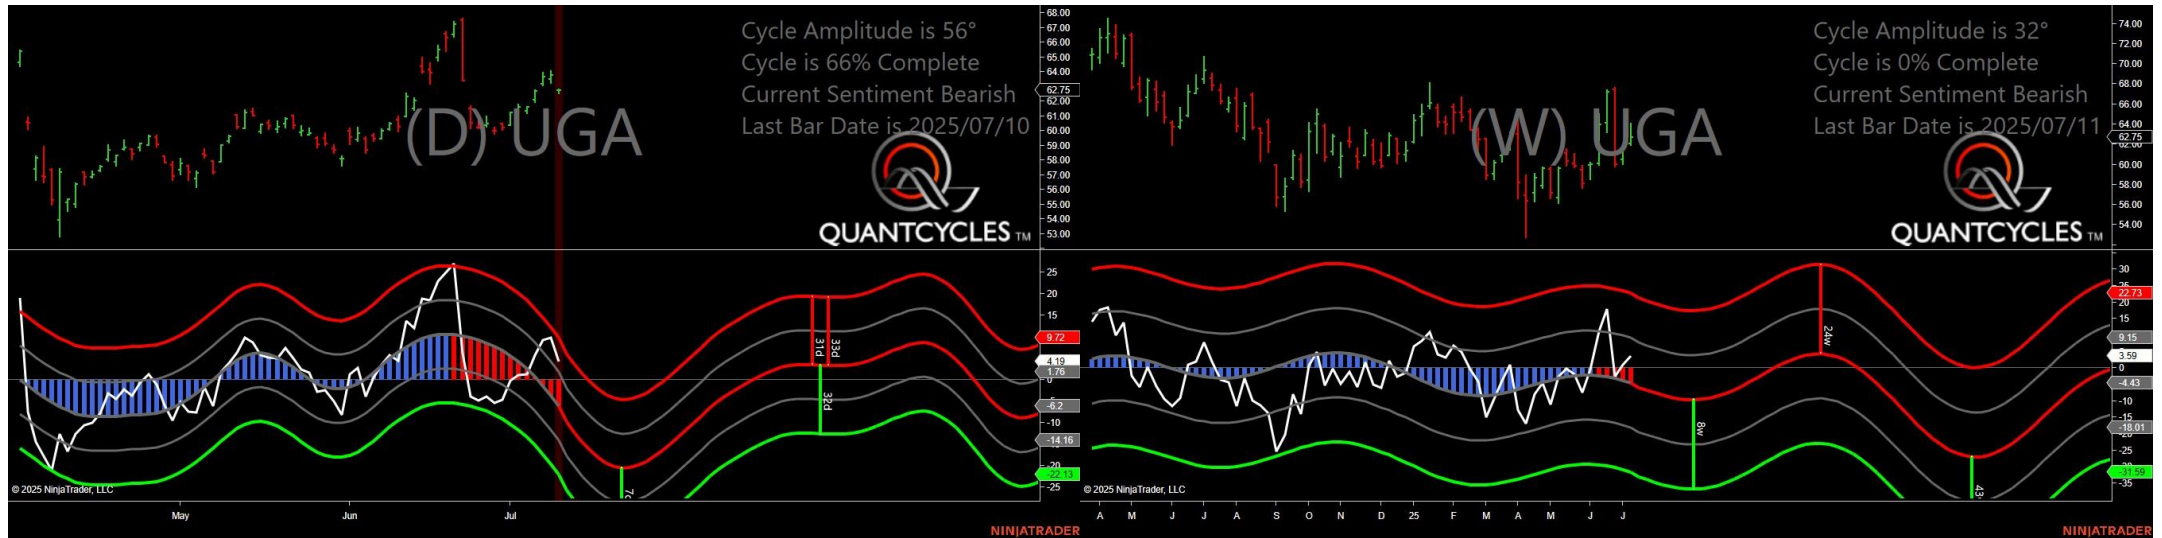 Cycle Amplitude is 56°
Cycle is 66% Complete
Current Sentiment Bearish
Last Bar Date is 2025/07/10
(D) UGA
QUANTCYCLES TM
68.00
67.00
66.00
65.00
64.00
62.75
62.00
61.00
60.00
59.00
58.00
57.00
56.00
55.00
54.00
53.00
25
20
15
9.72
4.19
1.76
0
-6.2
-10
-14.16
-20
-22.13
-25
31d
33d
32d
© 2025 NinjaTrader, LLC
May
Jun
Jul
NINJATRADER
Cycle Amplitude is 32°
Cycle is 0% Complete
Current Sentiment Bearish
Last Bar Date is 2025/07/11
(W) UGA
QUANTCYCLES TM
74.00
72.00
70.00
68.00
66.00
64.00
62.75
62.00
60.00
58.00
56.00
54.00
30
22.73
20
15
9.15
3.59
0
-4.43
-10
-15
-18.01
-25
-31.59
-35
24w
8w
43
© 2025 NinjaTrader, LLC
A
M
J
J
A
S
O
N
D
25
F
M
A
M
J
J
NINJATRADER